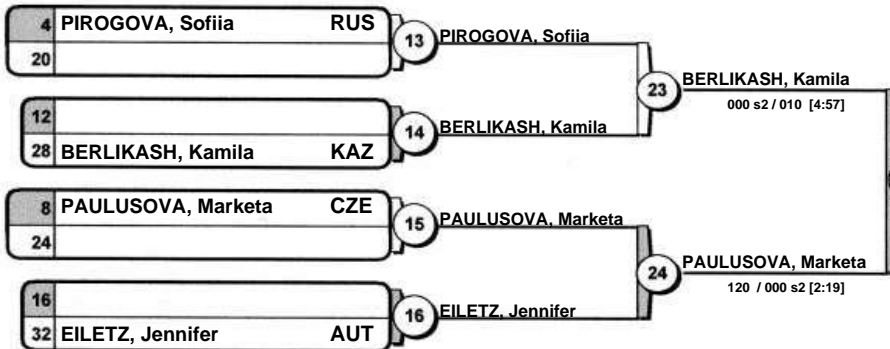 4 PIROGOVA, Sofiia RUS
20
13 PIROGOVA, Sofiia
12
28 BERLIKASH, Kamila KAZ
14 BERLIKASH, Kamila
23 BERLIKASH, Kamila
000 s2 / 010 [4:57]
8 PAULUSOVA, Marketa CZE
24
15 PAULUSOVA, Marketa
16
32 EILETZ, Jennifer AUT
16 EILETZ, Jennifer
24 PAULUSOVA, Marketa
120 / 000 s2 [2:19]